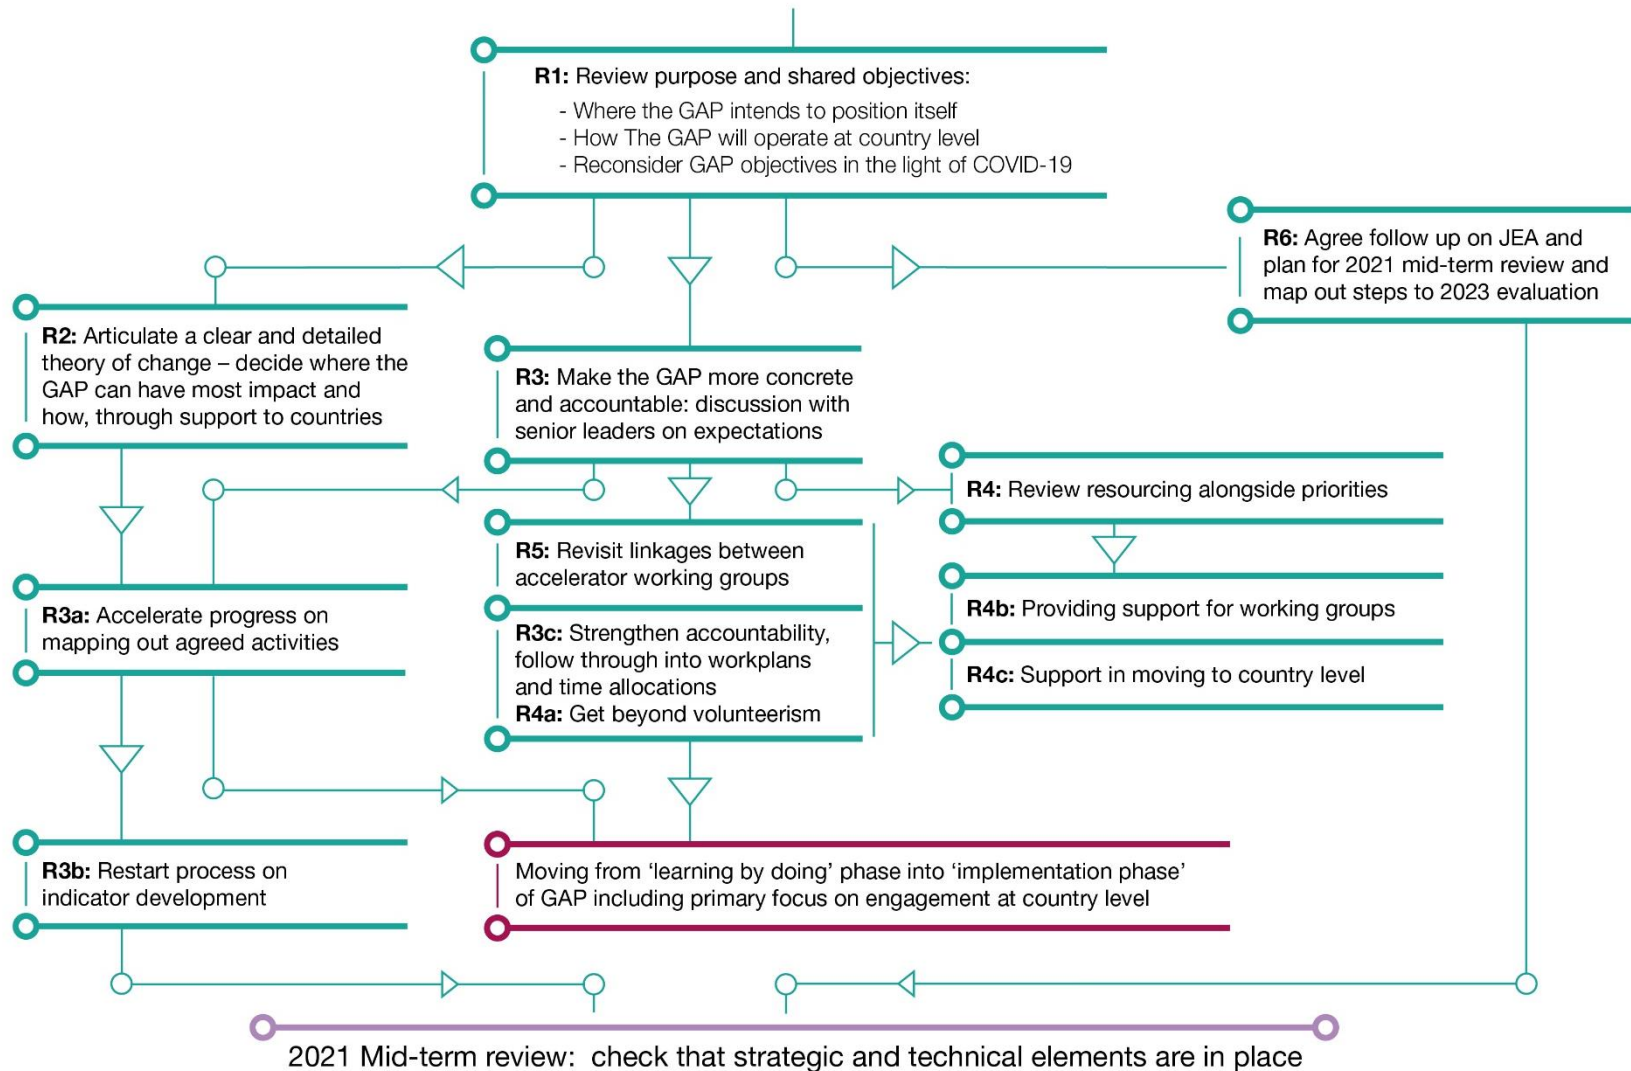 R1: Review purpose and shared objectives:
- Where the GAP intends to position itself
- How The GAP will operate at country level
- Reconsider GAP objectives in the light of COVID-19
R6: Agree follow up on JEA and
plan for 2021 mid-term review and
map out steps to 2023 evaluation
R2: Articulate a clear and detailed
theory of change – decide where the
GAP can have most impact and
how, through support to countries
R3: Make the GAP more concrete
and accountable: discussion with
senior leaders on expectations
R4: Review resourcing alongside priorities
R5: Revisit linkages between
accelerator working groups
R3a: Accelerate progress on
mapping out agreed activities
R4b: Providing support for working groups
R3c: Strengthen accountability,
follow through into workplans
and time allocations
R4a: Get beyond volunteerism
R4c: Support in moving to country level
R3b: Restart process on
indicator development
Moving from ‘learning by doing’ phase into ‘implementation phase’
of GAP including primary focus on engagement at country level
2021 Mid-term review: check that strategic and technical elements are in place